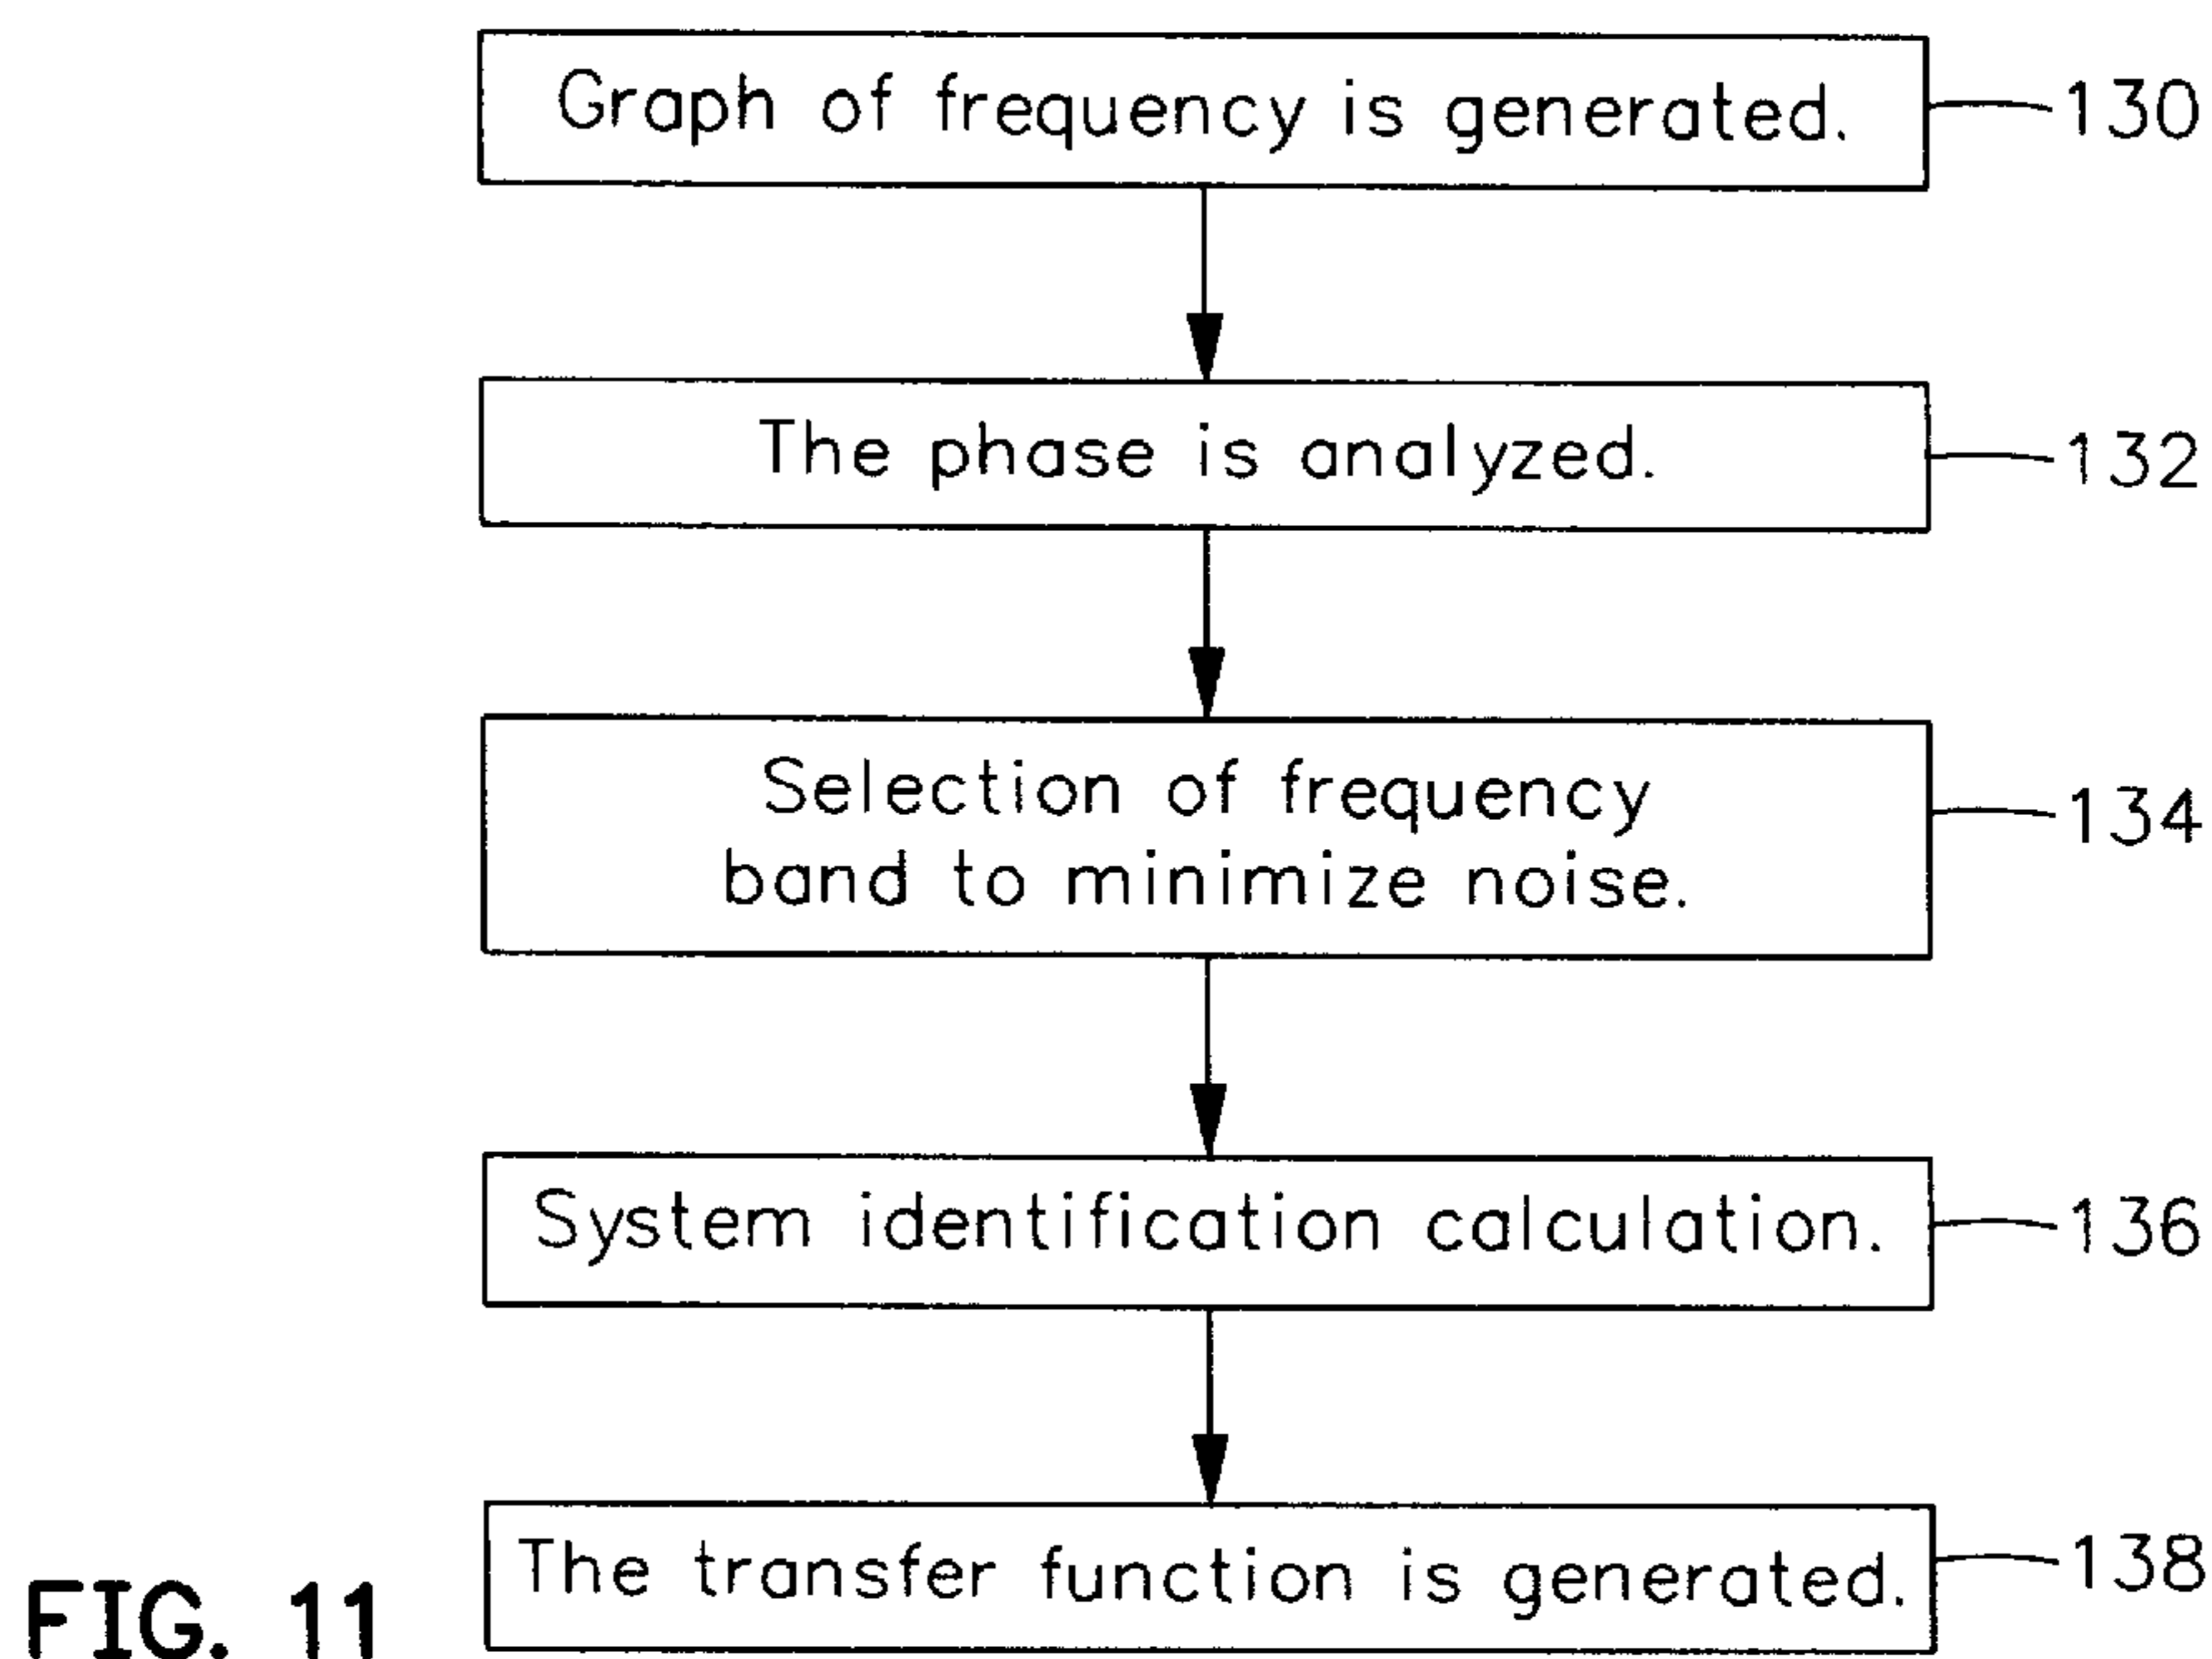 Graph of frequency is generated. 130
The phase is analyzed. 132
Selection of frequency
band to minimize noise. 134
System identification calculation. 136
The transfer function is generated. 138
FIG. 11